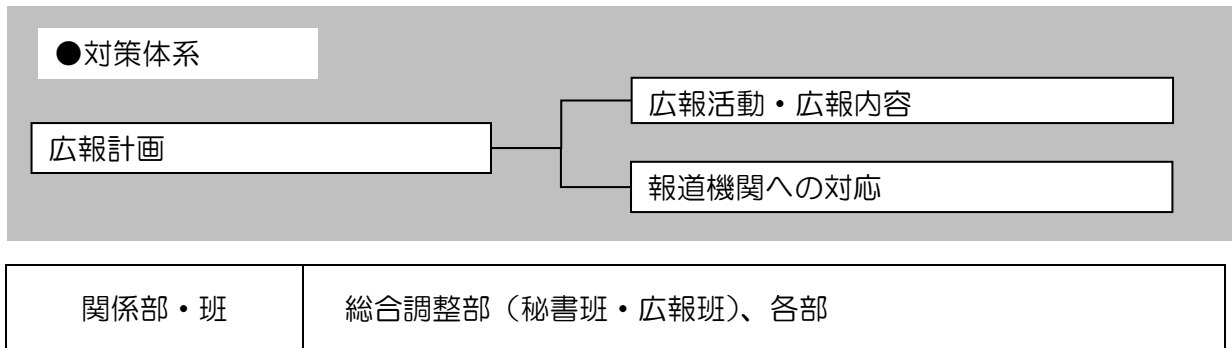 ●対策体系
広報活動・広報内容
広報計画
報道機関への対応
関係部・班 総合調整部（秘書班・広報班）、各部